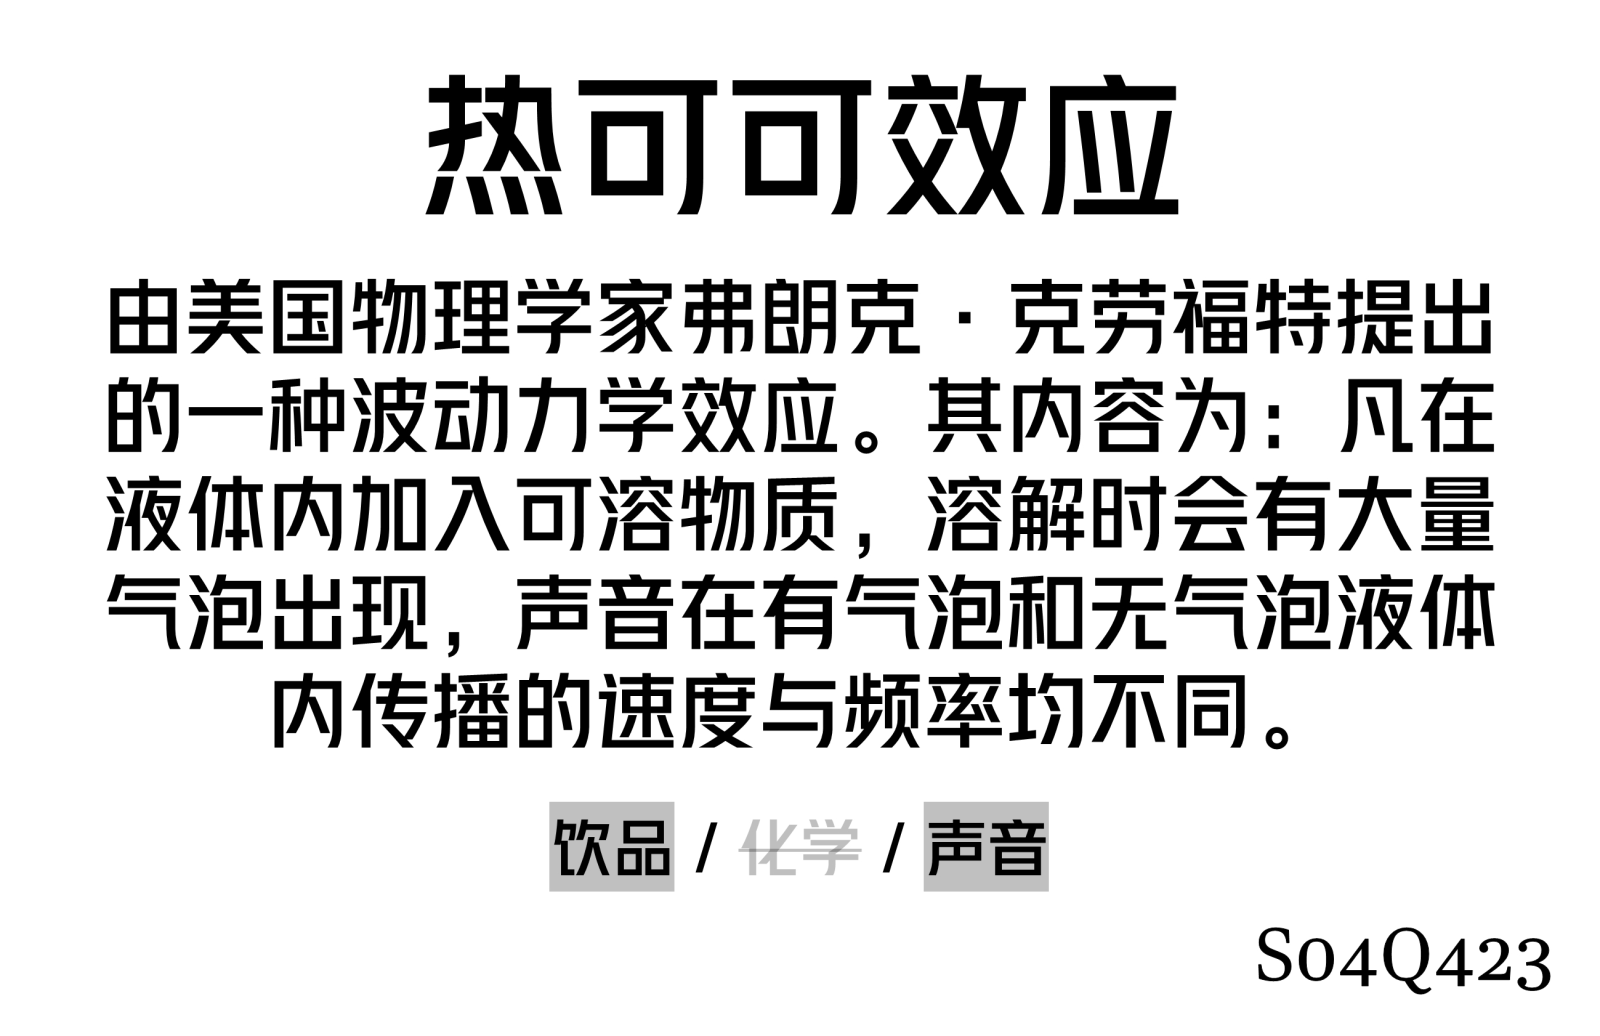 热可可效应
由美国物理学家弗朗克·克劳福特提出
的一种波动力学效应。其内容为：凡在
液体内加入可溶物质，溶解时会有大量
气泡出现，声音在有气泡和无气泡液体
内传播的速度与频率均不同。
饮品 / 化学 / 声音
S04Q423